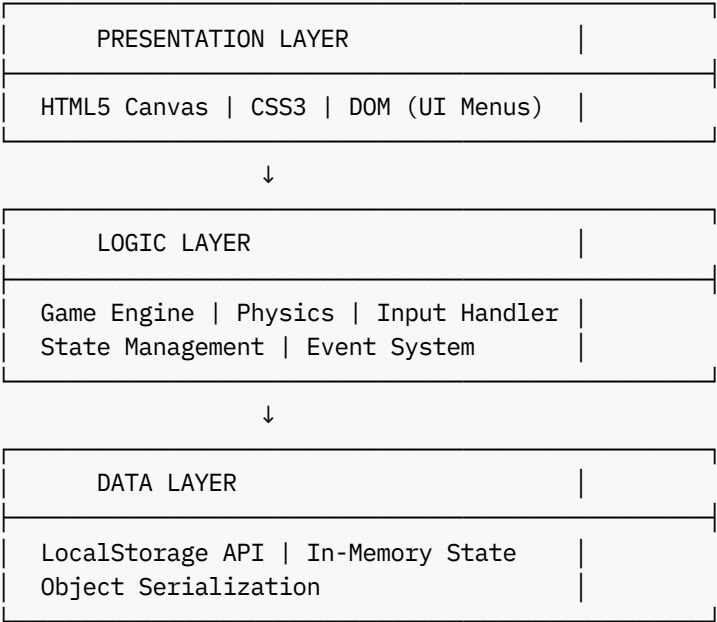 PRESENTATION LAYER
HTML5 Canvas | CSS3 | DOM (UI Menus)
↓
LOGIC LAYER
Game Engine | Physics | Input Handler
State Management | Event System
↓
DATA LAYER
LocalStorage API | In-Memory State
Object Serialization